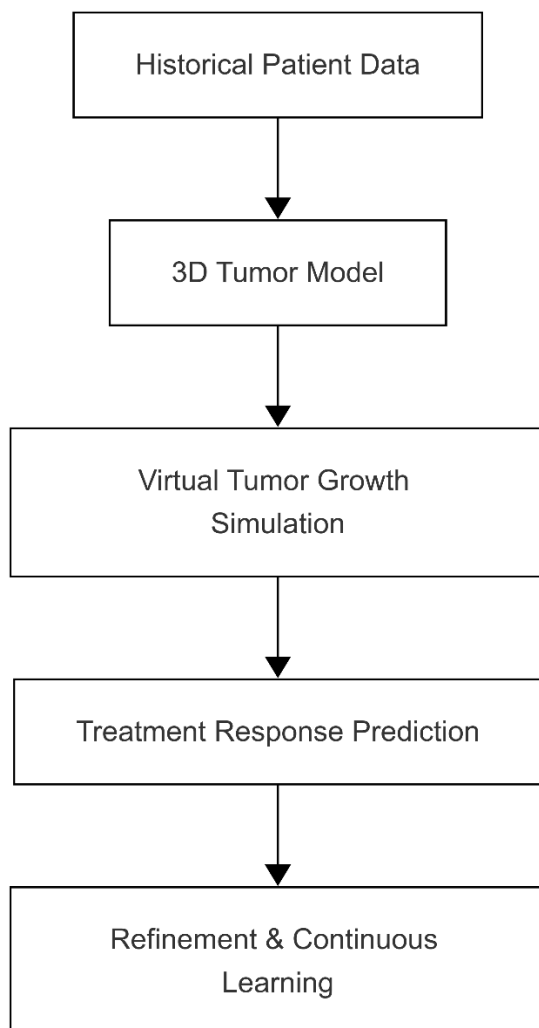 Historical Patient Data
3D Tumor Model
Virtual Tumor Growth
Simulation
Treatment Response Prediction
Refinement & Continuous
Learning